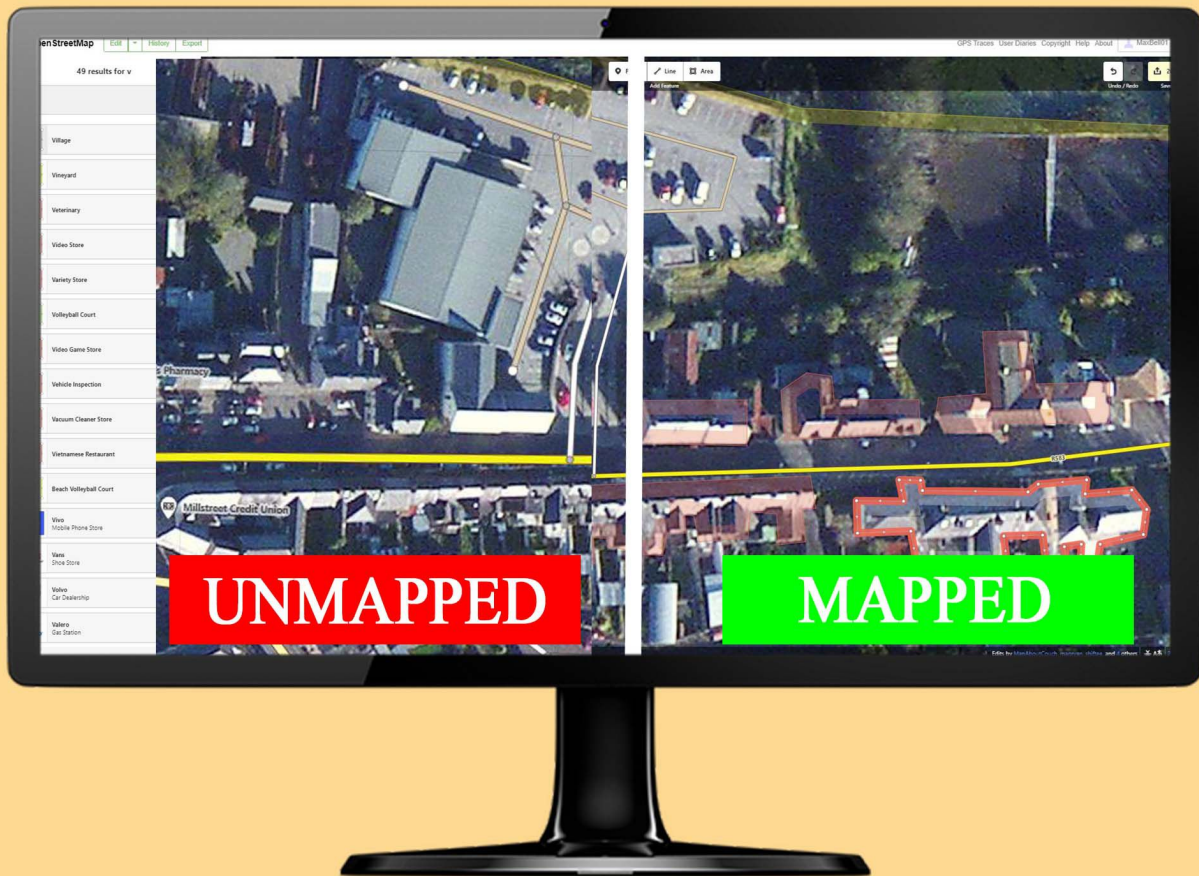 enStreetMap
Edit
History
Export
GPS Traces User Diaries Copyright Help About
49 results for v
Line
Area
Add Feature
Undo / Redo
Village
Vineyard
Veterinary
Video Store
Variety Store
Volleyball Court
Video Game Store
Vehicle Inspection
Vacuum Cleaner Store
Vietnamese Restaurant
Beach Volleyball Court
Vivo
Mobile Phone Store
Vans
Shoe Store
Volvo
Car Dealership
Valero
Gas Station
s Pharmacy
Millstreet Credit Union
UNMAPPED
MAPPED